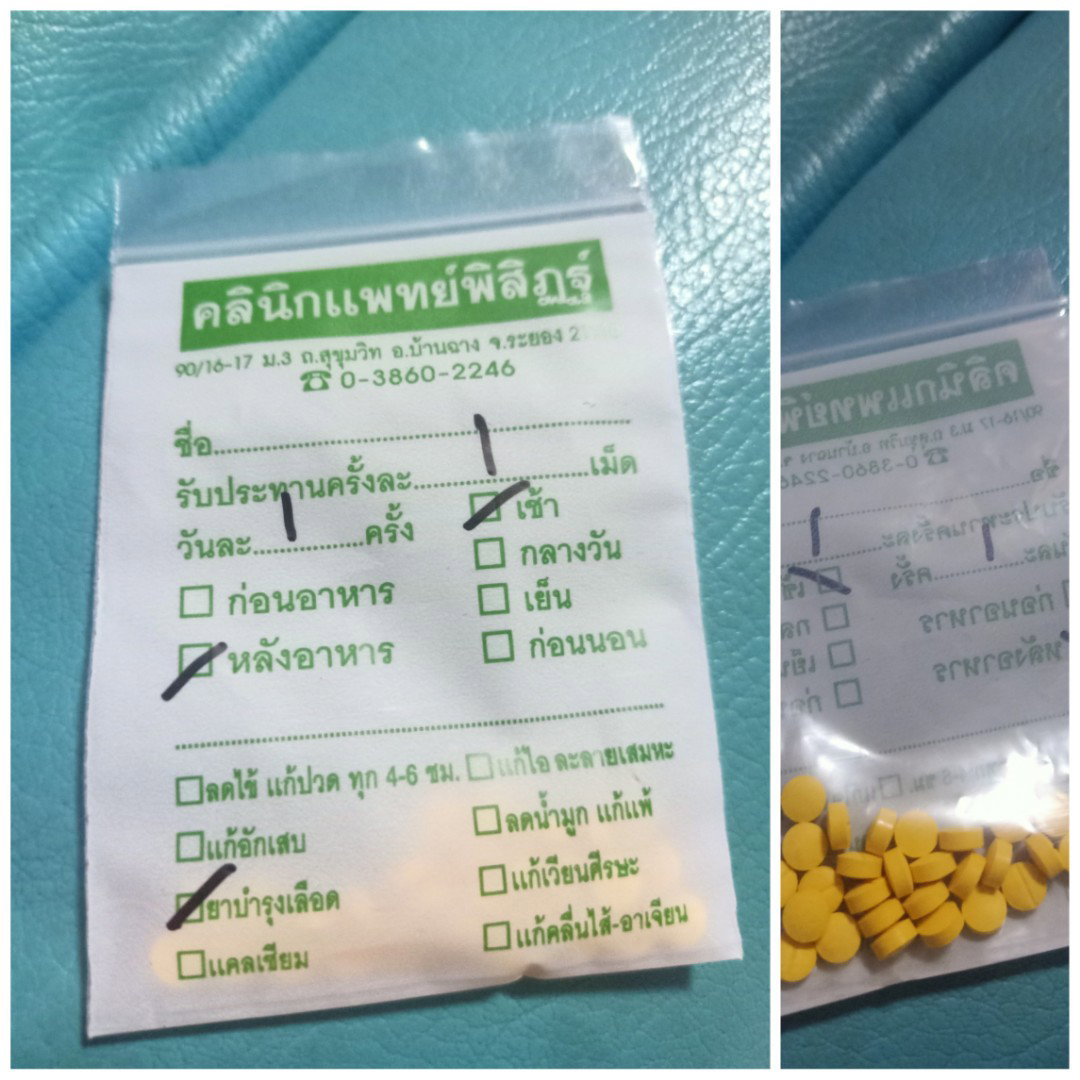 คลินิกแพทย์พิสิฏฐ์
90/16-17 ม.3 ถ.สุขุมวิท อ.บ้านฉาง จ.ระยอง
☎ 0-3860-2246
ชื่อ
รับประทานครั้งละ 1 เม็ด
วันละ 1 ครั้ง เช้า
กลางวัน
ก่อนอาหาร เย็น
หลังอาหาร ก่อนนอน
ลดไข้ แก้ปวด ทุก 4-6 ชม. แก้ไอ ละลายเสมหะ
แก้อักเสบ ลดน้ำมูก แก้แพ้
ยาบำรุงเลือด แก้เวียนศีรษะ
แคลเซียม แก้คลื่นไส้-อาเจียน